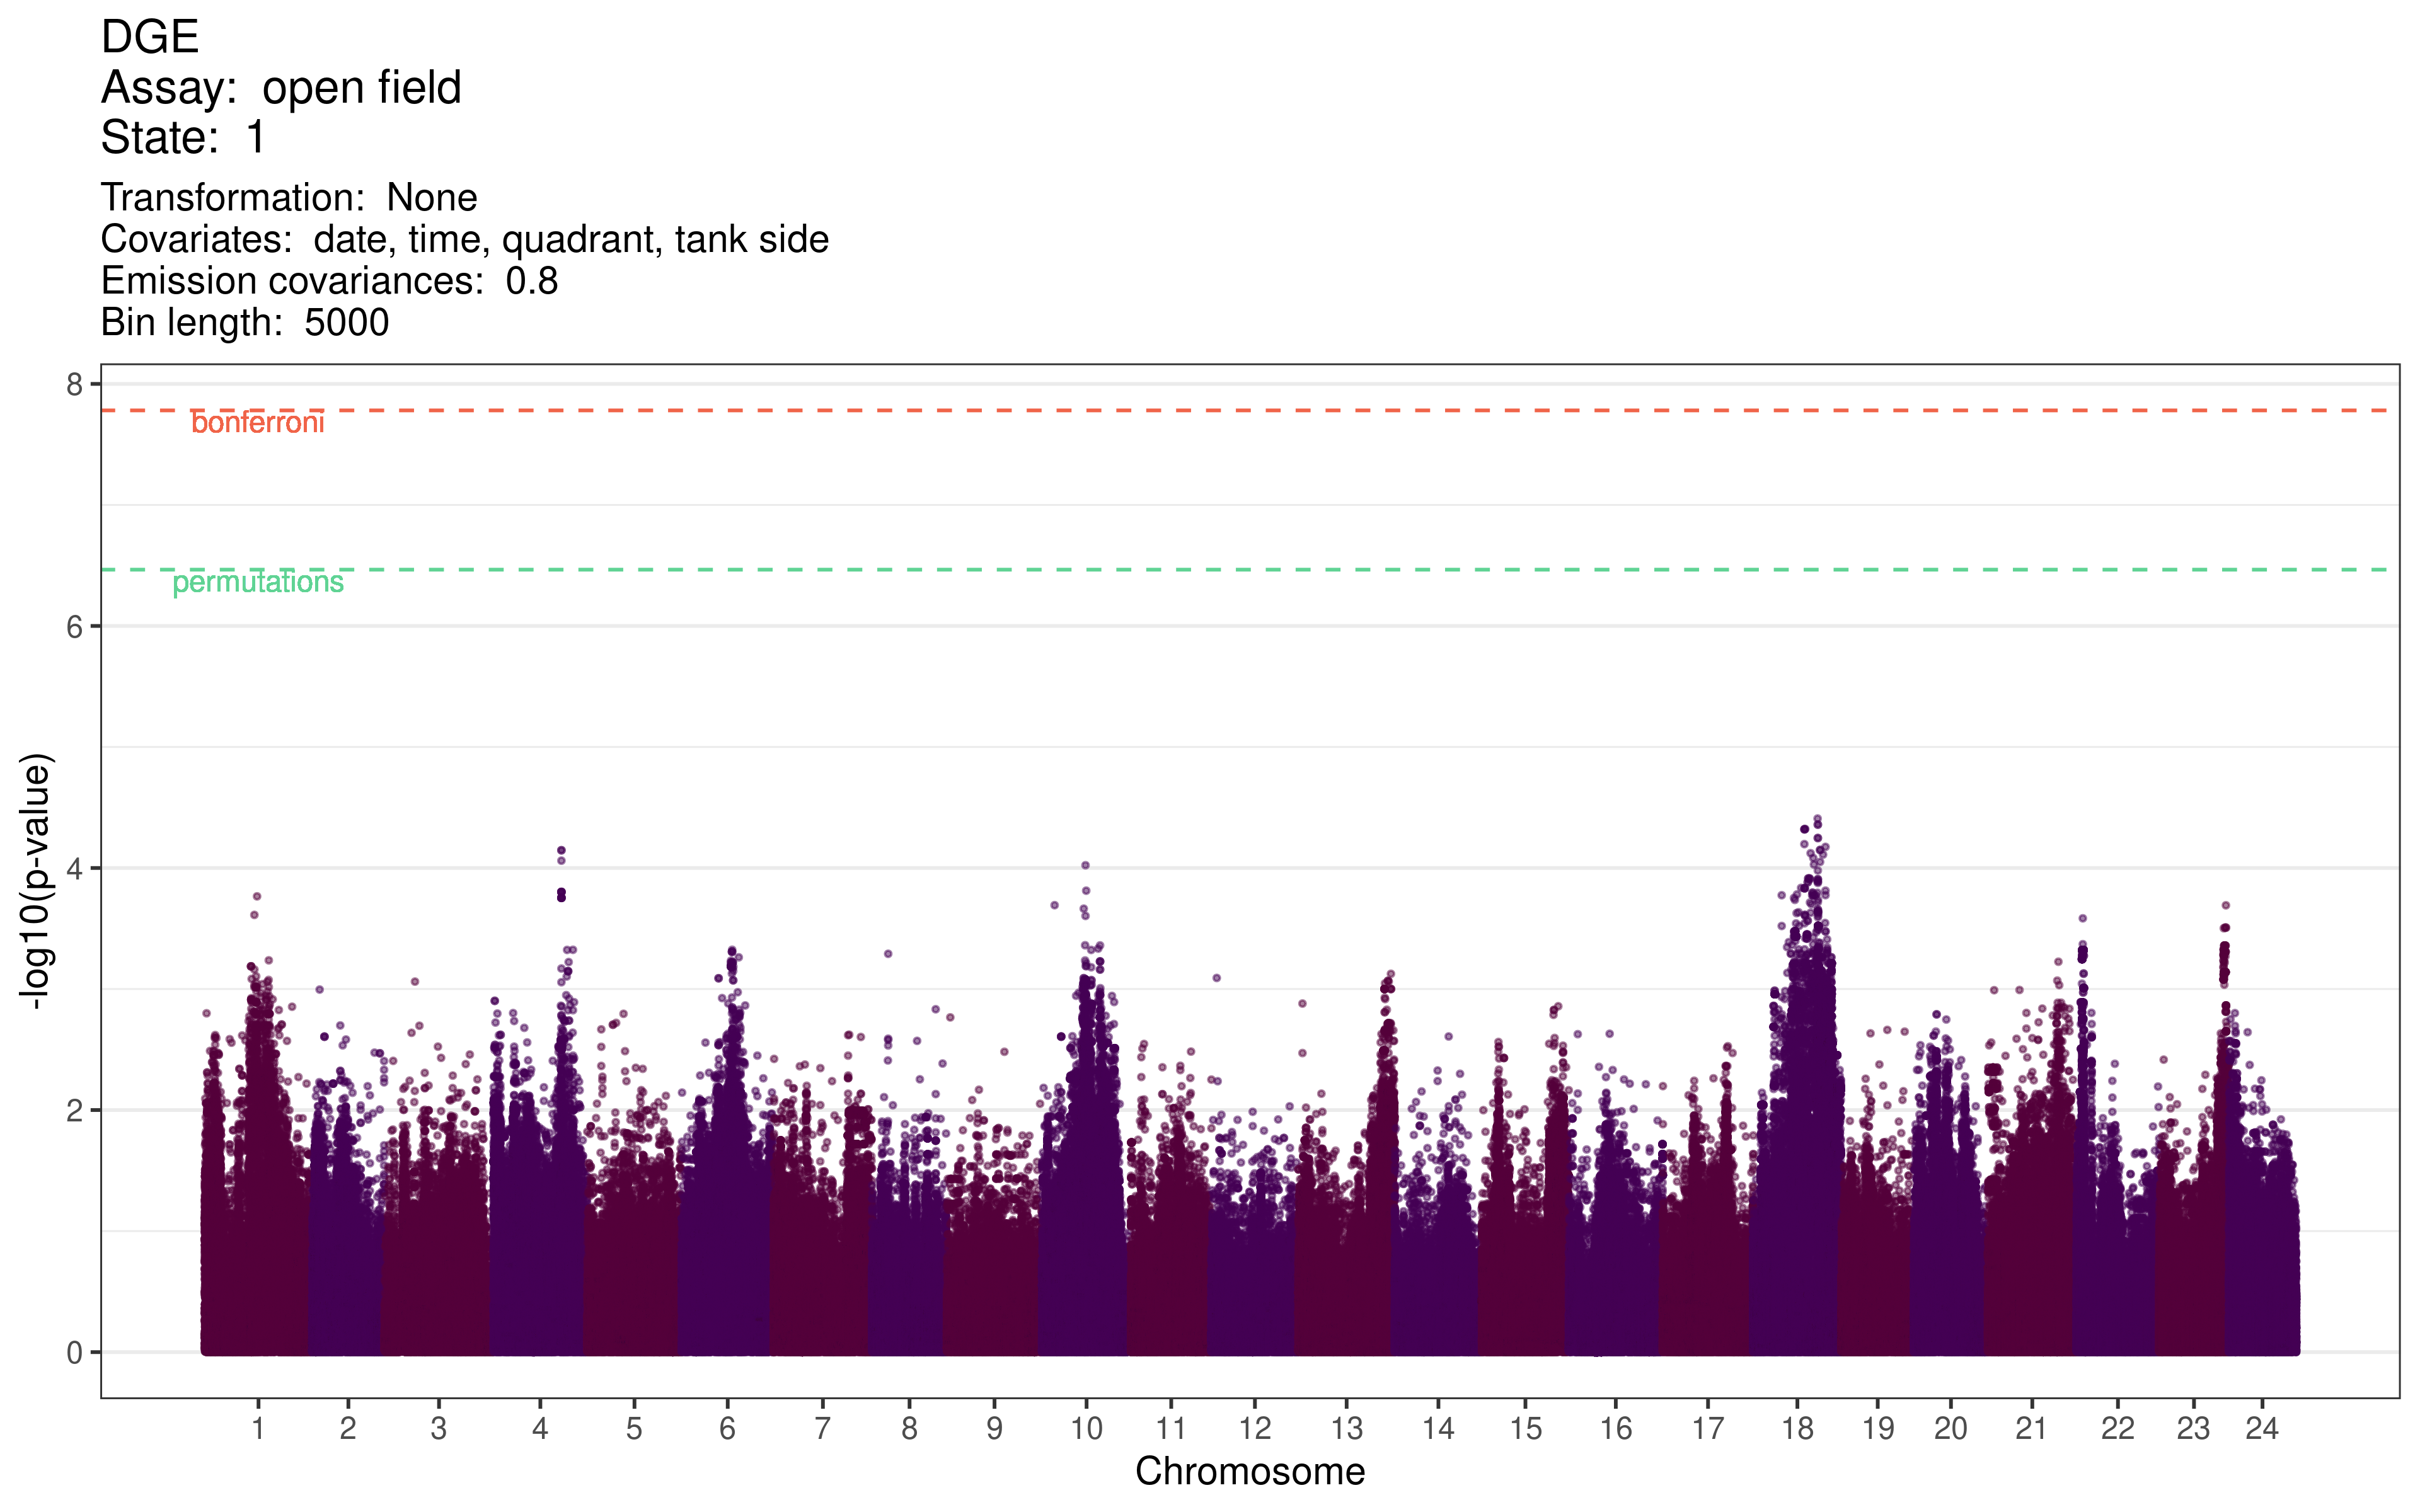 DGE
Assay: open field
State: 1
Transformation: None
Covariates: date, time, quadrant, tank side
Emission covariances: 0.8
Bin length: 5000
8
bonferroni
permutations
6
4
2
0
-log10(p-value)
1 2 3 4 5 6 7 8 9 10 11 12 13 14 15 16 17 18 19 20 21 22 23 24
Chromosome